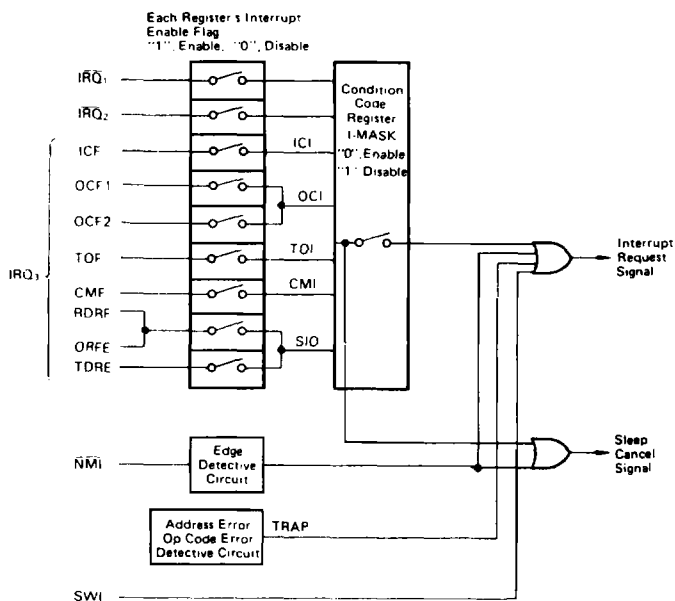 Each Register s Interrupt
Enable Flag
"1", Enable, "0", Disable
IRQ1
IRQ2
ICF
OCF1
OCF2
TOF
CMF
RDRF
ORFE
TDRE
IRQ3
ICI
OCI
TOI
CMI
SIO
Condition
Code
Register
I-MASK
"0", Enable
"1" Disable
Interrupt
Request
Signal
Sleep
Cancel
Signal
NMI
Edge
Detective
Circuit
Address Error
Op Code Error
Detective Circuit
TRAP
SWI